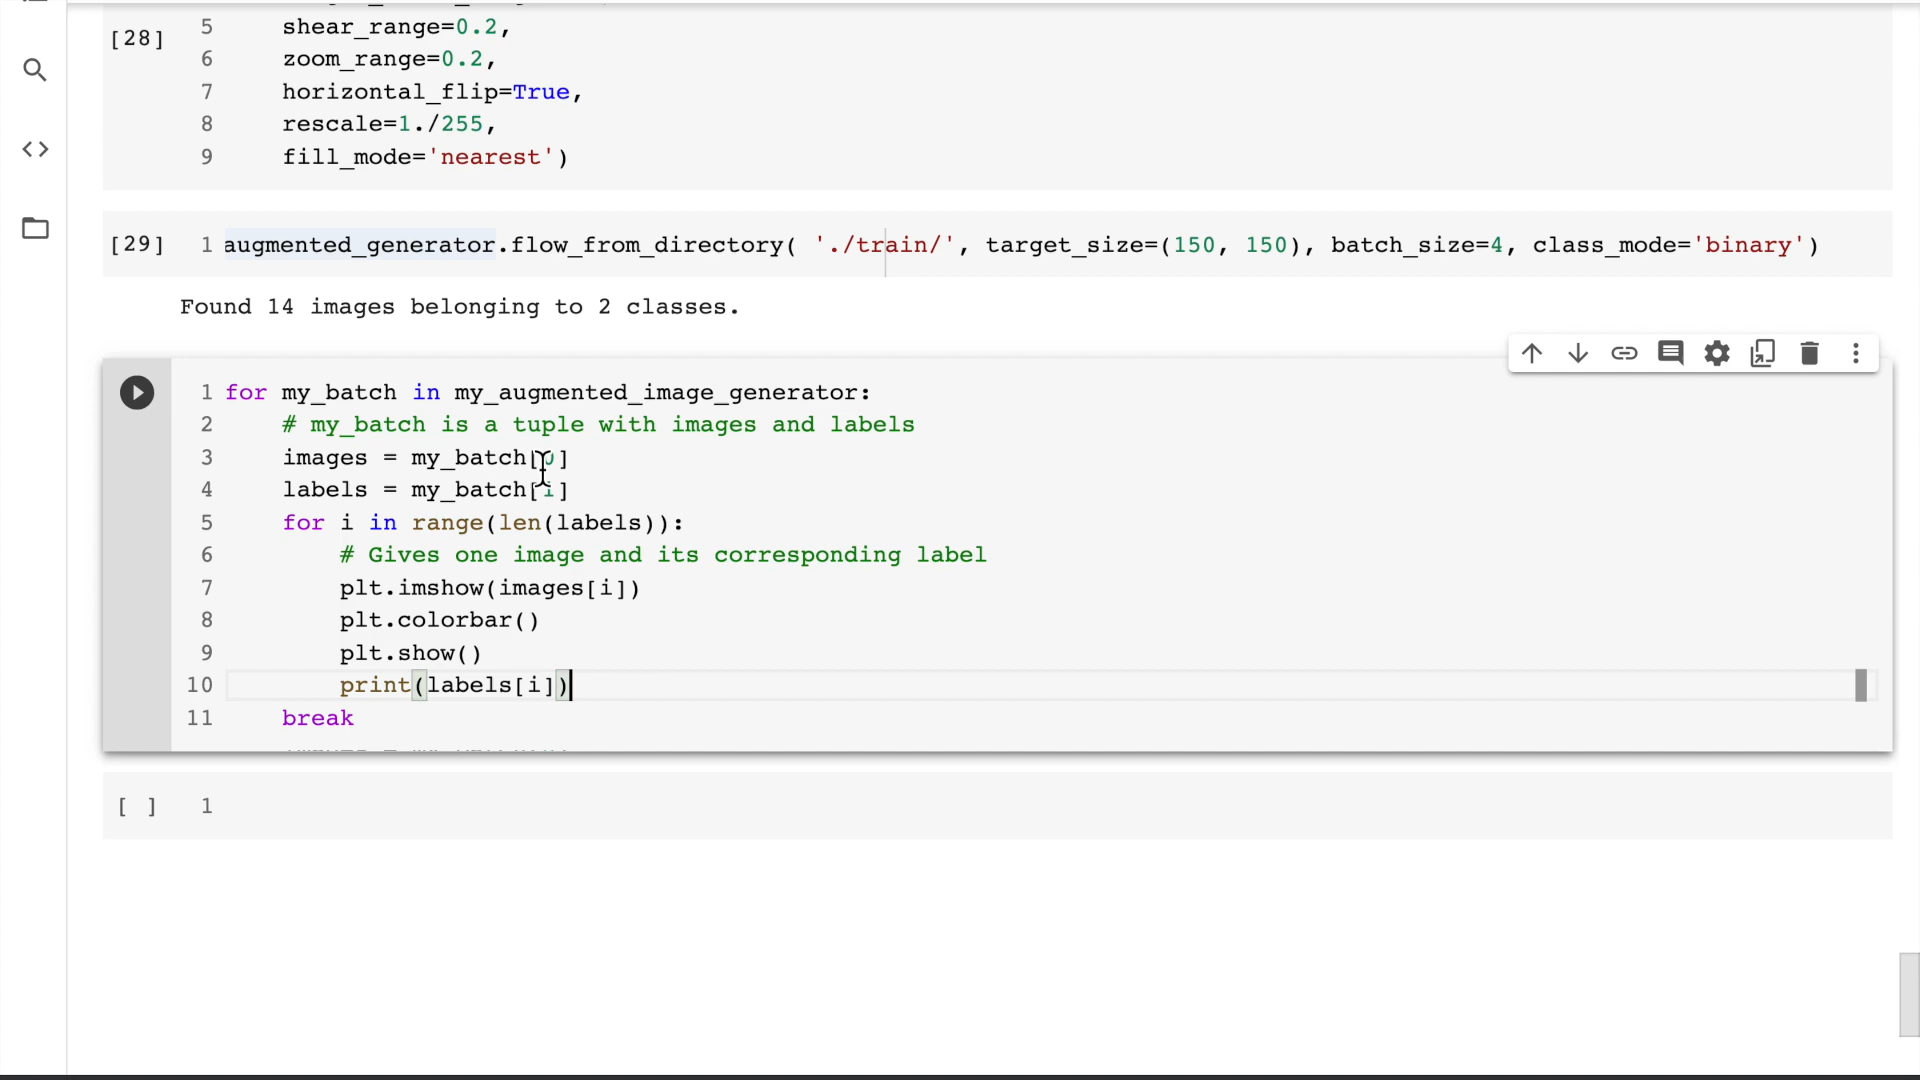 [28]
5 shear_range=0.2,
6 zoom_range=0.2,
7 horizontal_flip=True,
8 rescale=1./255,
9 fill_mode='nearest')
[29] 1 augmented_generator.flow_from_directory( './train/', target_size=(150, 150), batch_size=4, class_mode='binary')
Found 14 images belonging to 2 classes.
1 for my_batch in my_augmented_image_generator:
2 # my_batch is a tuple with images and labels
3 images = my_batch[0]
4 labels = my_batch[1]
5 for i in range(len(labels)):
6 # Gives one image and its corresponding label
7 plt.imshow(images[i])
8 plt.colorbar()
9 plt.show()
10 print(labels[i])
11 break
[ ] 1